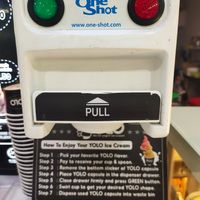 One
Shot
www.one-shot.com
PULL
YOLO
How To Enjoy Your YOLO Ice Cream
Step 1 Pick your favorite YOLO flavor.
Step 2 Pay to receive your cup & spoon.
Step 3 Remove the bottom sticker of YOLO capsule
Step 4 Place YOLO capsule in the dispenser drawer.
Step 5 Close drawer firmly and press GREEN button.
Step 6 Swirl cup to get your desired YOLO shape.
Step 7 Dispose used YOLO capsule into waste bin